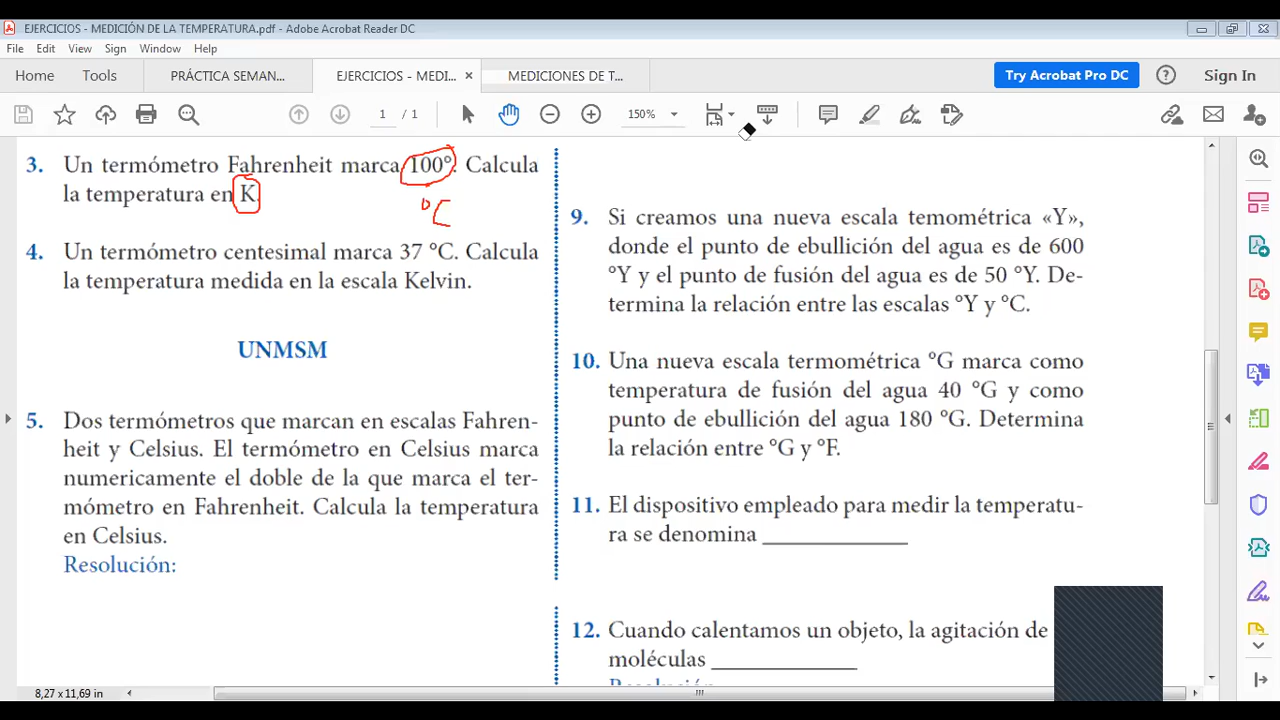 EJERCICIOS - MEDICIÓN DE LA TEMPERATURA.pdf - Adobe Acrobat Reader DC
File Edit View Sign Window Help
Home Tools PRÁCTICA SEMAN... EJERCICIOS - MEDI... × MEDICIONES DE T... Try Acrobat Pro DC Sign In
1 / 1 150%
3. Un termómetro Fahrenheit marca 100°. Calcula
la temperatura en K.
°C
4. Un termómetro centesimal marca 37 °C. Calcula
la temperatura medida en la escala Kelvin.
UNMSM
5. Dos termómetros que marcan en escalas Fahren-
heit y Celsius. El termómetro en Celsius marca
numericamente el doble de la que marca el ter-
mómetro en Fahrenheit. Calcula la temperatura
en Celsius.
Resolución:
9. Si creamos una nueva escala temométrica «Y»,
donde el punto de ebullición del agua es de 600
°Y y el punto de fusión del agua es de 50 °Y. De-
termina la relación entre las escalas °Y y °C.
10. Una nueva escala termométrica °G marca como
temperatura de fusión del agua 40 °G y como
punto de ebullición del agua 180 °G. Determina
la relación entre °G y °F.
11. El dispositivo empleado para medir la temperatu-
ra se denomina ____________
12. Cuando calentamos un objeto, la agitación de
moléculas ____________
Resolución
8,27 x 11,69 in